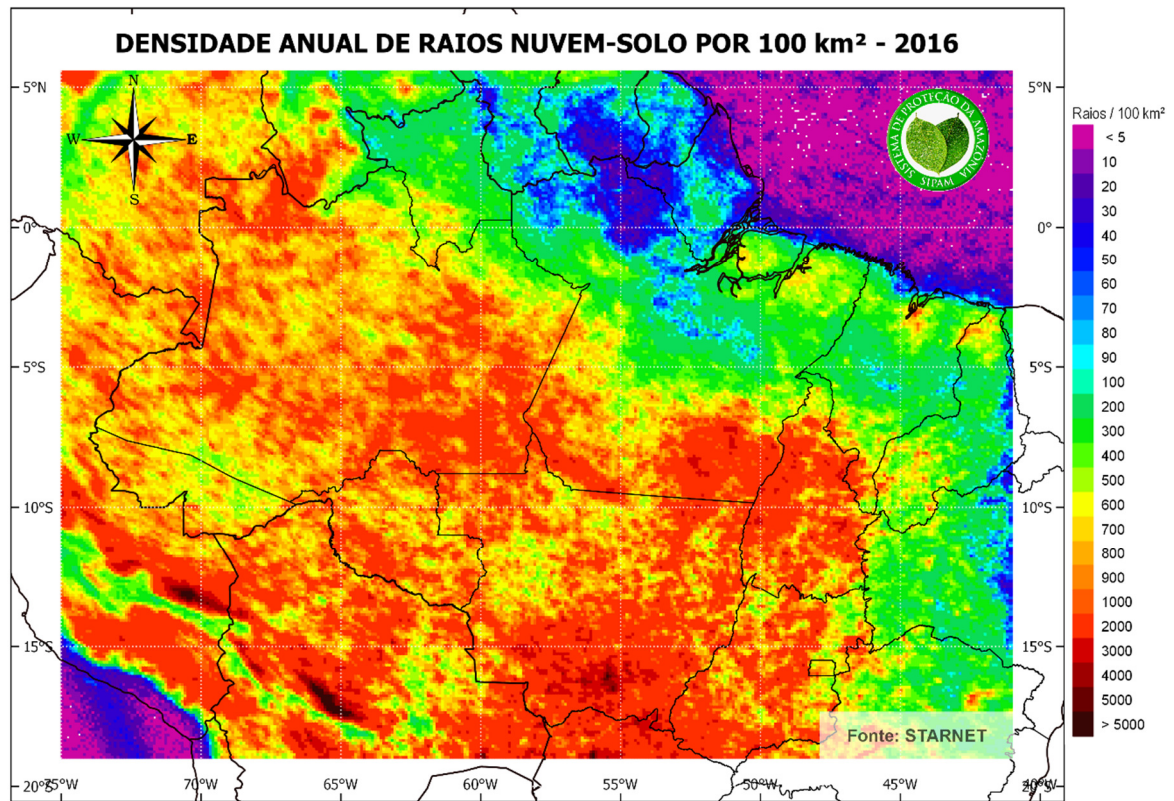 DENSIDADE ANUAL DE RAIOS NUVEM-SOLO POR 100 km² - 2016
N
W
E
S
SISTEMA DE PROTEÇÃO DA AMAZÔNIA
SIPAM
5°N
5°N
0°
0°
5°S
5°S
10°S
10°S
15°S
15°S
20°S
20°S
75°W
70°W
65°W
60°W
55°W
50°W
45°W
40°W
Raios / 100 km²
< 5
10
20
30
40
50
60
70
80
90
100
200
300
400
500
600
700
800
900
1000
2000
3000
4000
5000
> 5000
Fonte: STARNET